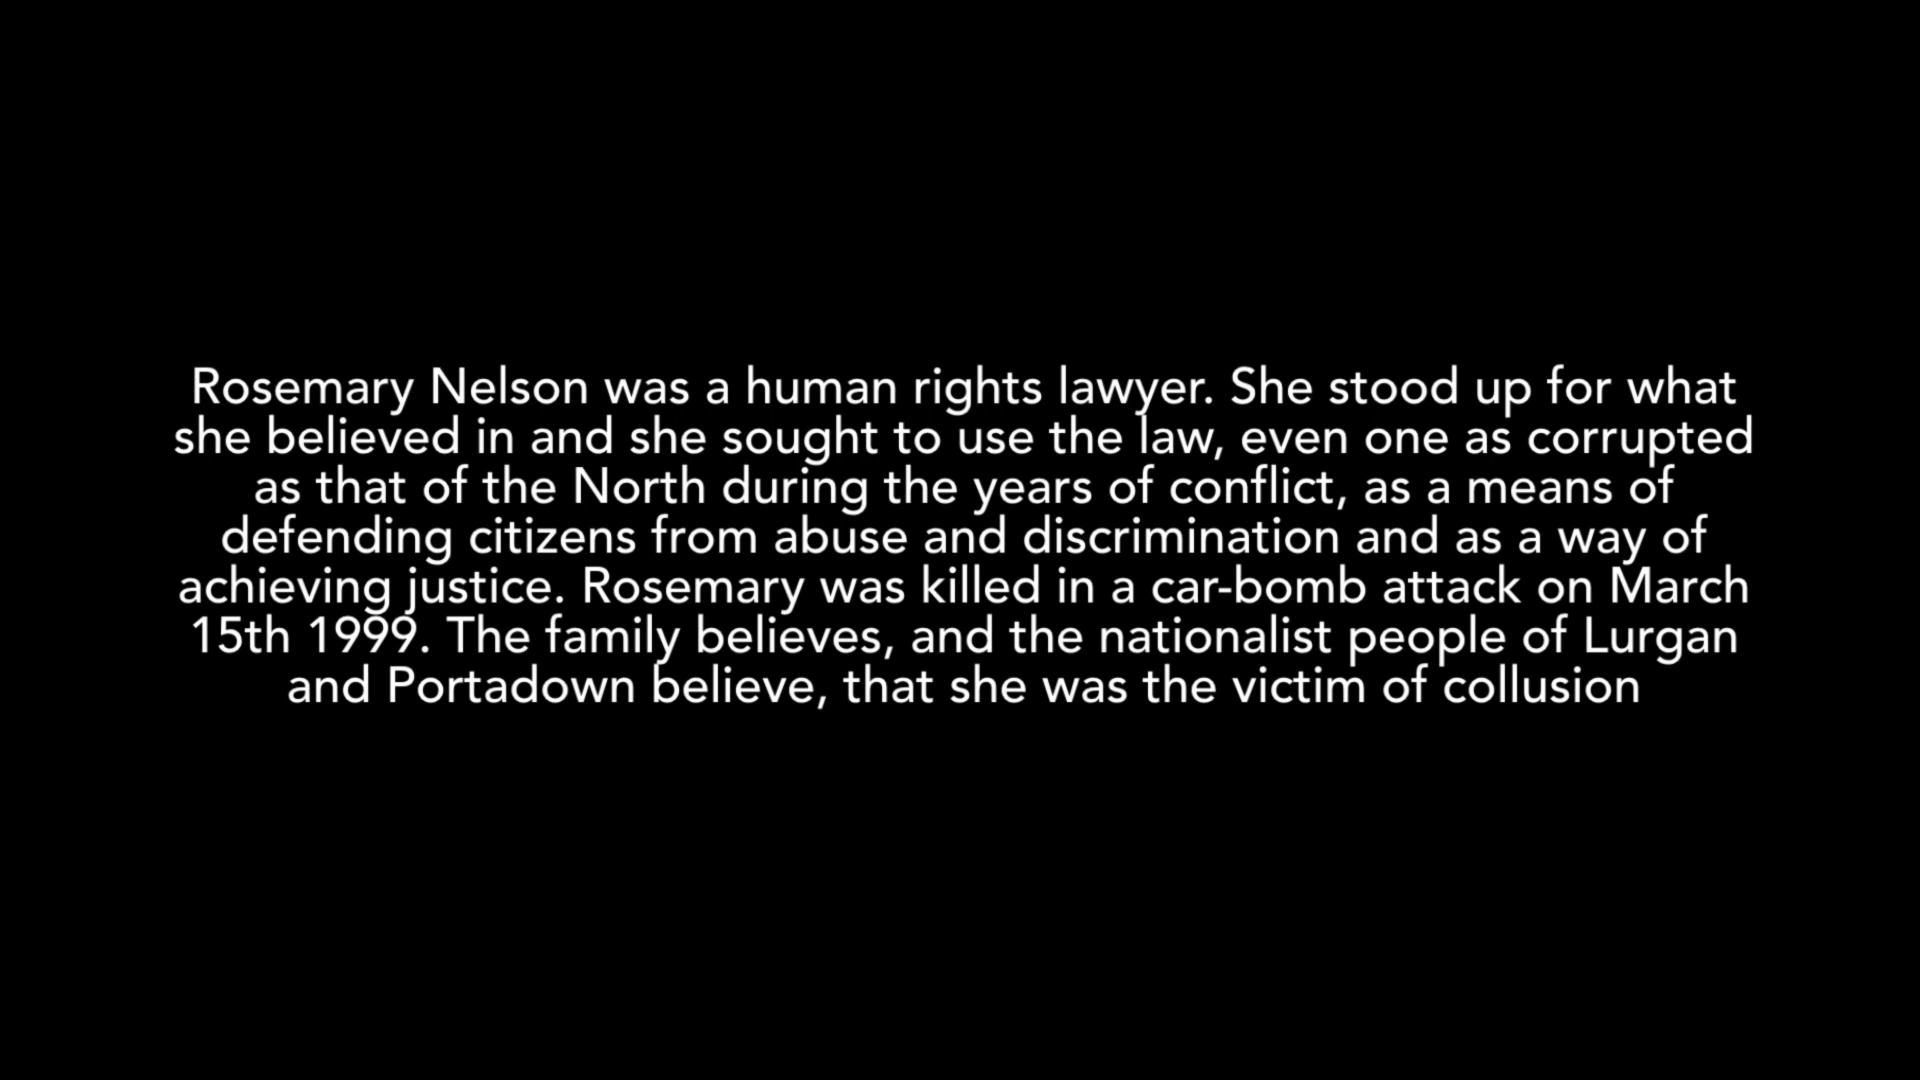 Rosemary Nelson was a human rights lawyer. She stood up for what
she believed in and she sought to use the law, even one as corrupted
as that of the North during the years of conflict, as a means of
defending citizens from abuse and discrimination and as a way of
achieving justice. Rosemary was killed in a car-bomb attack on March
15th 1999. The family believes, and the nationalist people of Lurgan
and Portadown believe, that she was the victim of collusion